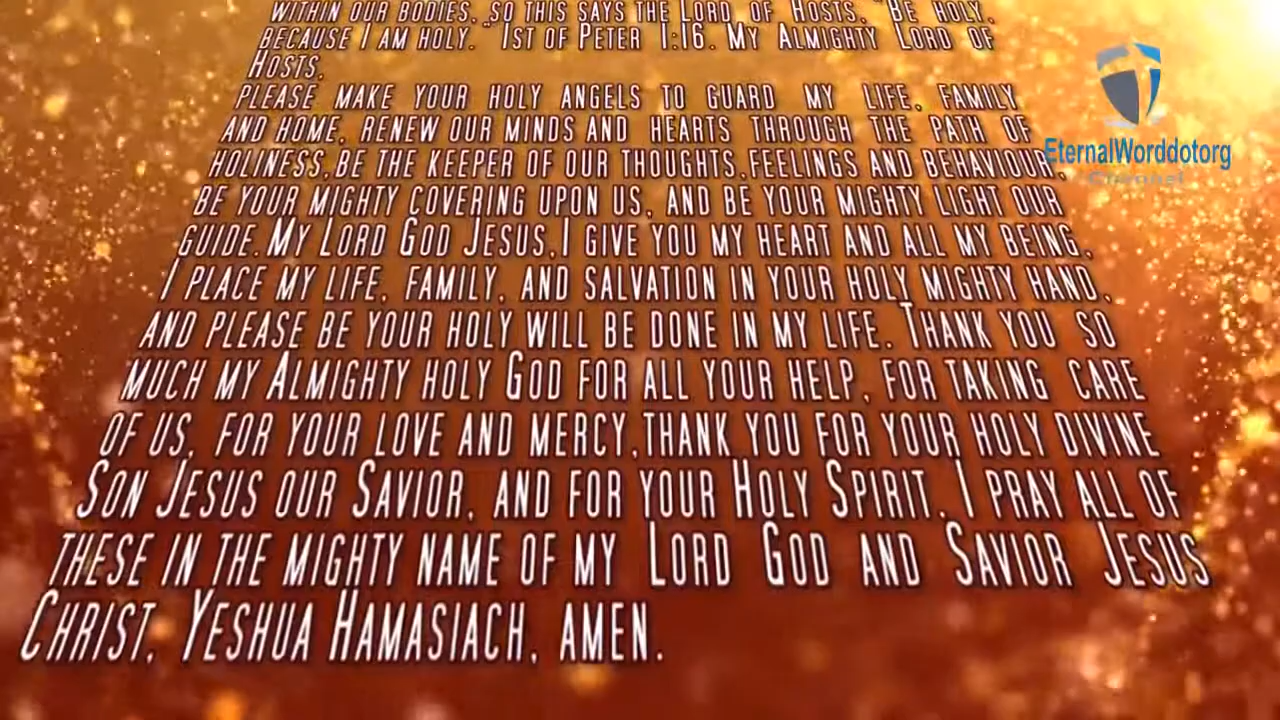 WITHIN OUR BODIES, SO THIS SAYS THE LORD OF HOSTS, "BE HOLY,
BECAUSE I AM HOLY. " 1ST OF PETER 1:16. MY ALMIGHTY LORD OF
HOSTS,
PLEASE MAKE YOUR HOLY ANGELS TO GUARD MY LIFE, FAMILY
AND HOME, RENEW OUR MINDS AND HEARTS THROUGH THE PATH OF
HOLINESS,BE THE KEEPER OF OUR THOUGHTS,FEELINGS AND BEHAVIOUR,
BE YOUR MIGHTY COVERING UPON US, AND BE YOUR MIGHTY LIGHT OUR
GUIDE.MY LORD GOD JESUS,I GIVE YOU MY HEART AND ALL MY BEING,
I PLACE MY LIFE, FAMILY, AND SALVATION IN YOUR HOLY MIGHTY HAND,
AND PLEASE BE YOUR HOLY WILL BE DONE IN MY LIFE. THANK YOU SO
MUCH MY ALMIGHTY HOLY GOD FOR ALL YOUR HELP, FOR TAKING CARE
OF US, FOR YOUR LOVE AND MERCY,THANK YOU FOR YOUR HOLY DIVINE
SON JESUS OUR SAVIOR, AND FOR YOUR HOLY SPIRIT. I PRAY ALL OF
THESE IN THE MIGHTY NAME OF MY LORD GOD AND SAVIOR JESUS
CHRIST, YESHUA HAMASIACH, AMEN.
EternalWorddotorg
Channel